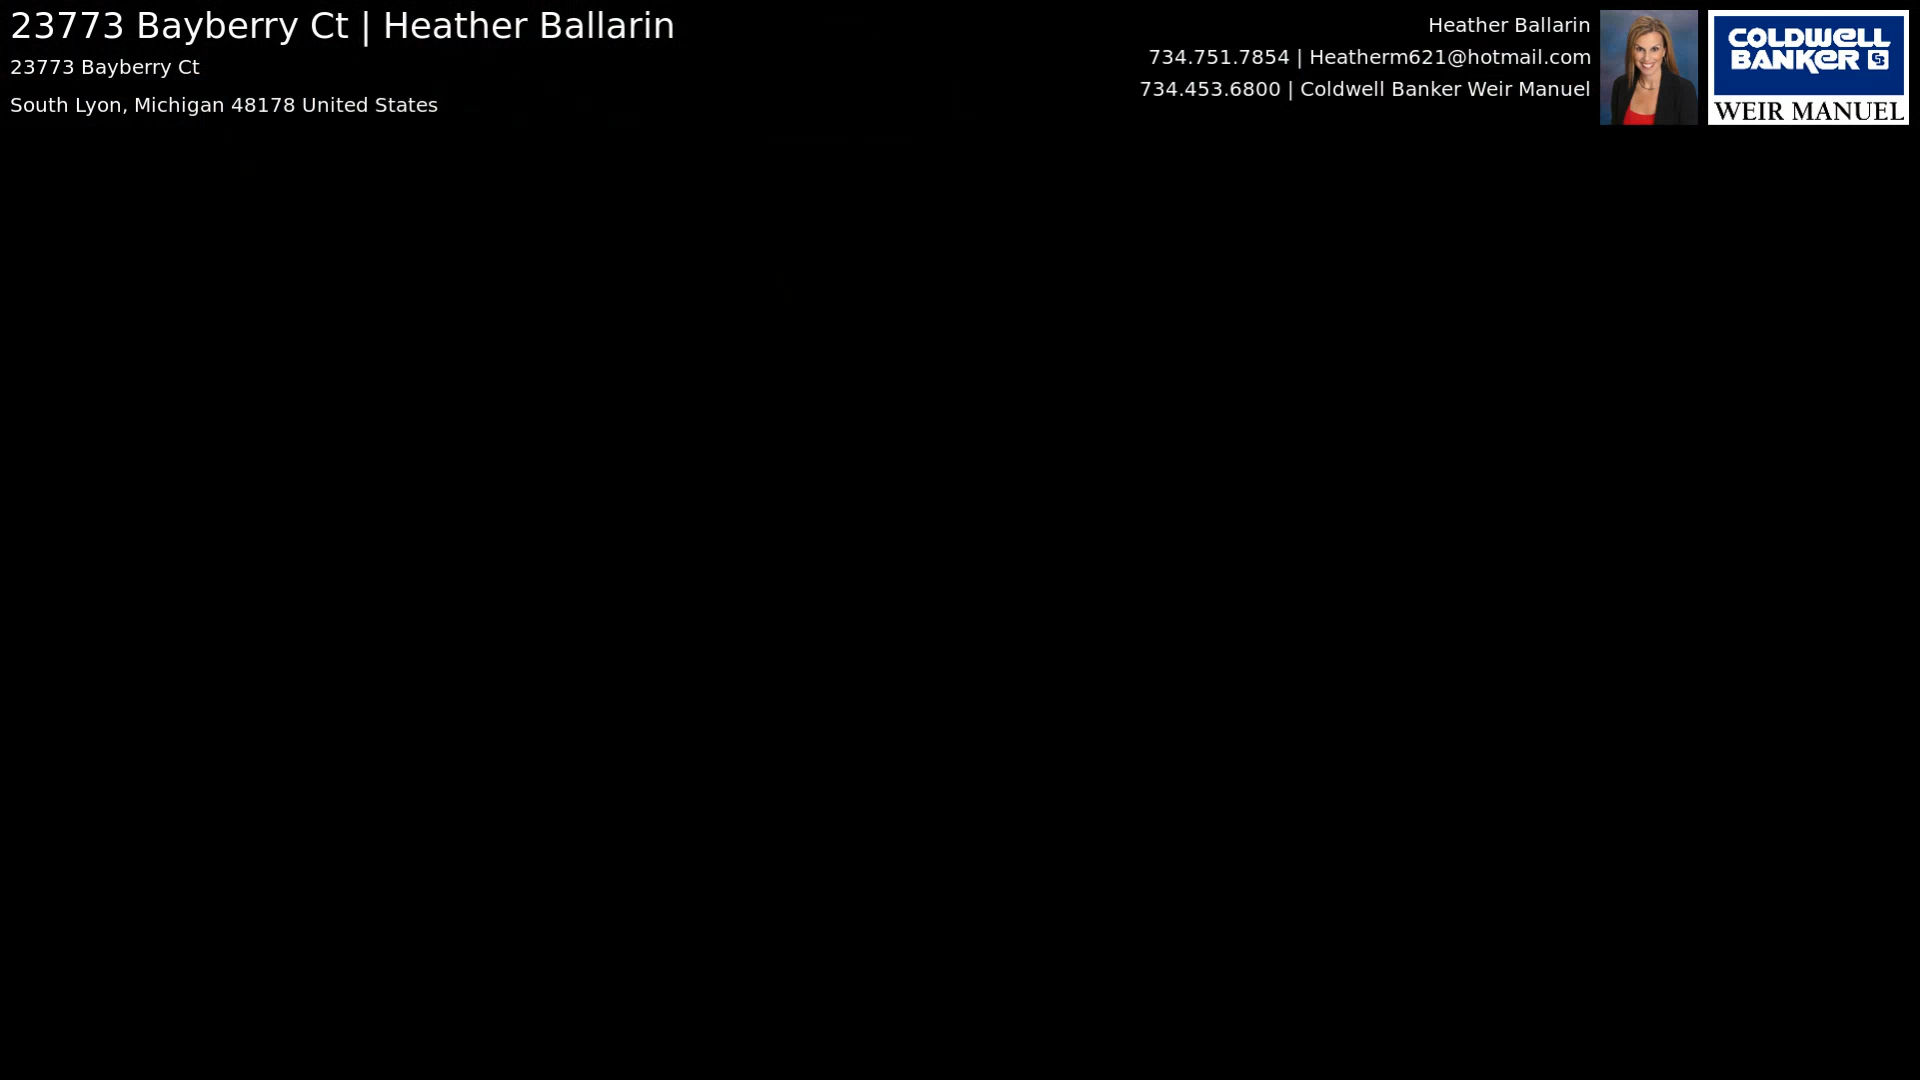 23773 Bayberry Ct | Heather Ballarin
23773 Bayberry Ct
South Lyon, Michigan 48178 United States
Heather Ballarin
734.751.7854 | Heatherm621@hotmail.com
734.453.6800 | Coldwell Banker Weir Manuel
COLDWELL
BANKER CB
WEIR MANUEL